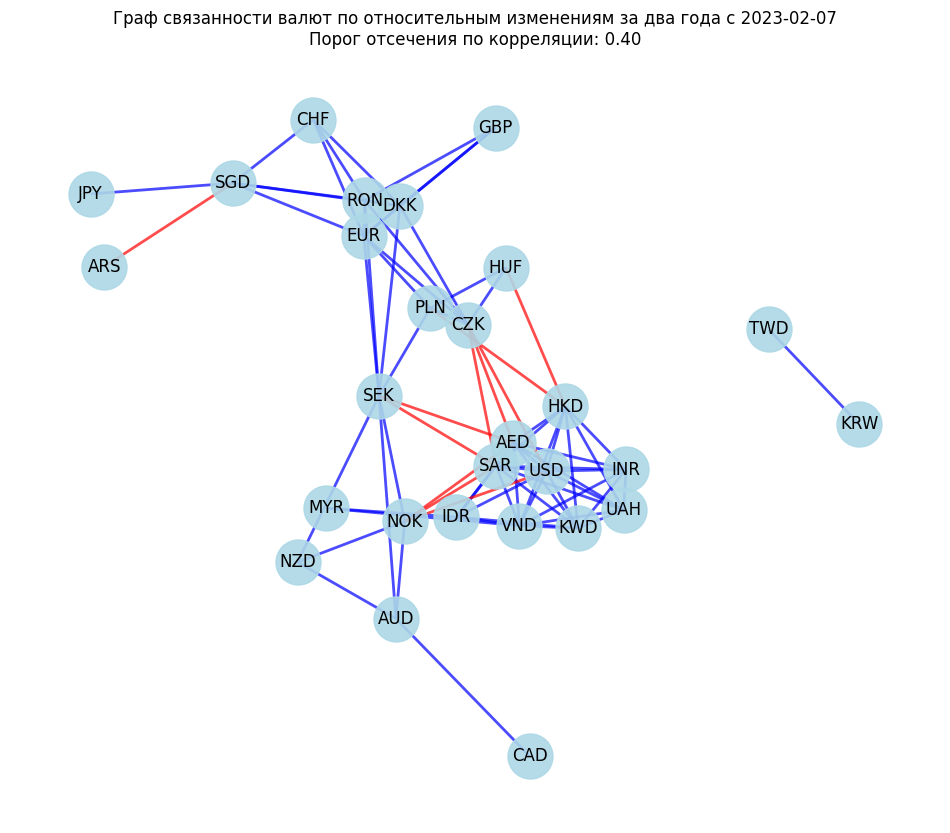 Граф связанности валют по относительным изменениям за два года с 2023-02-07
Порог отсечения по корреляции: 0.40
CHF
GBP
SGD
JPY
RON
DKK
EUR
ARS
HUF
PLN
CZK
TWD
SEK
HKD
KRW
AED
SAR
USD
INR
MYR
NOK
IDR
VND
KWD
UAH
NZD
AUD
CAD